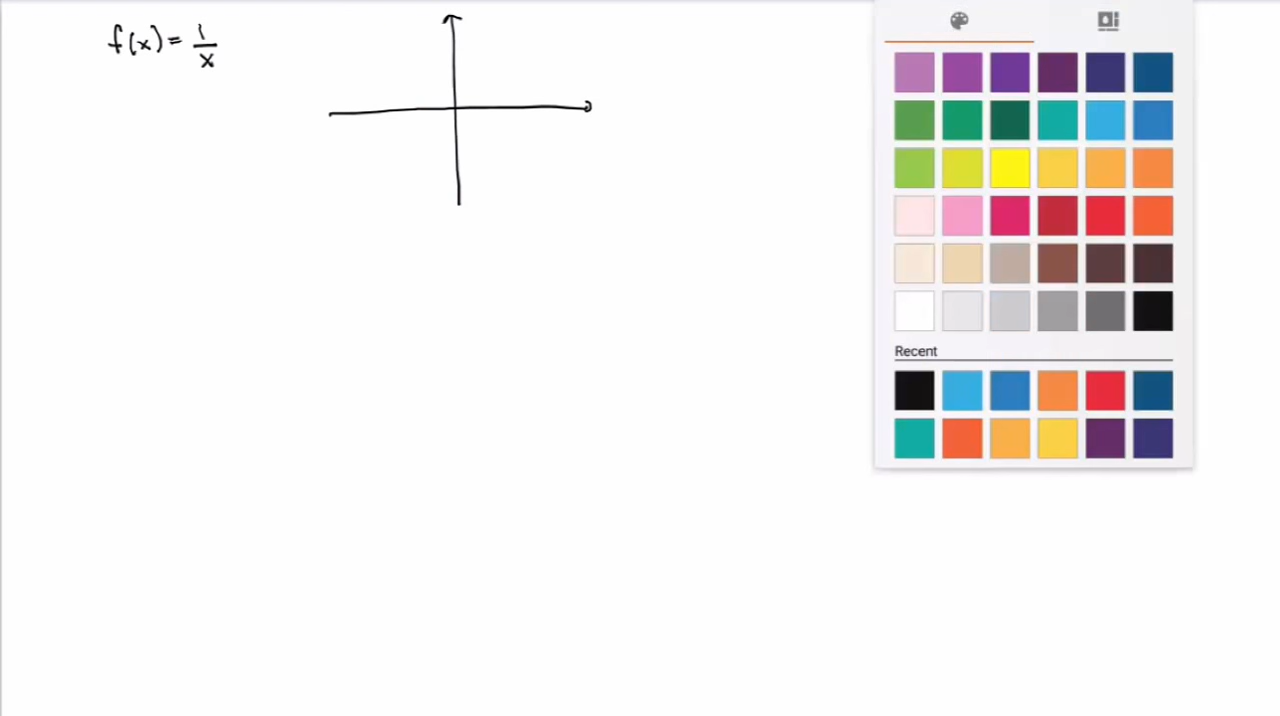 f(x) = 1/x
Recent